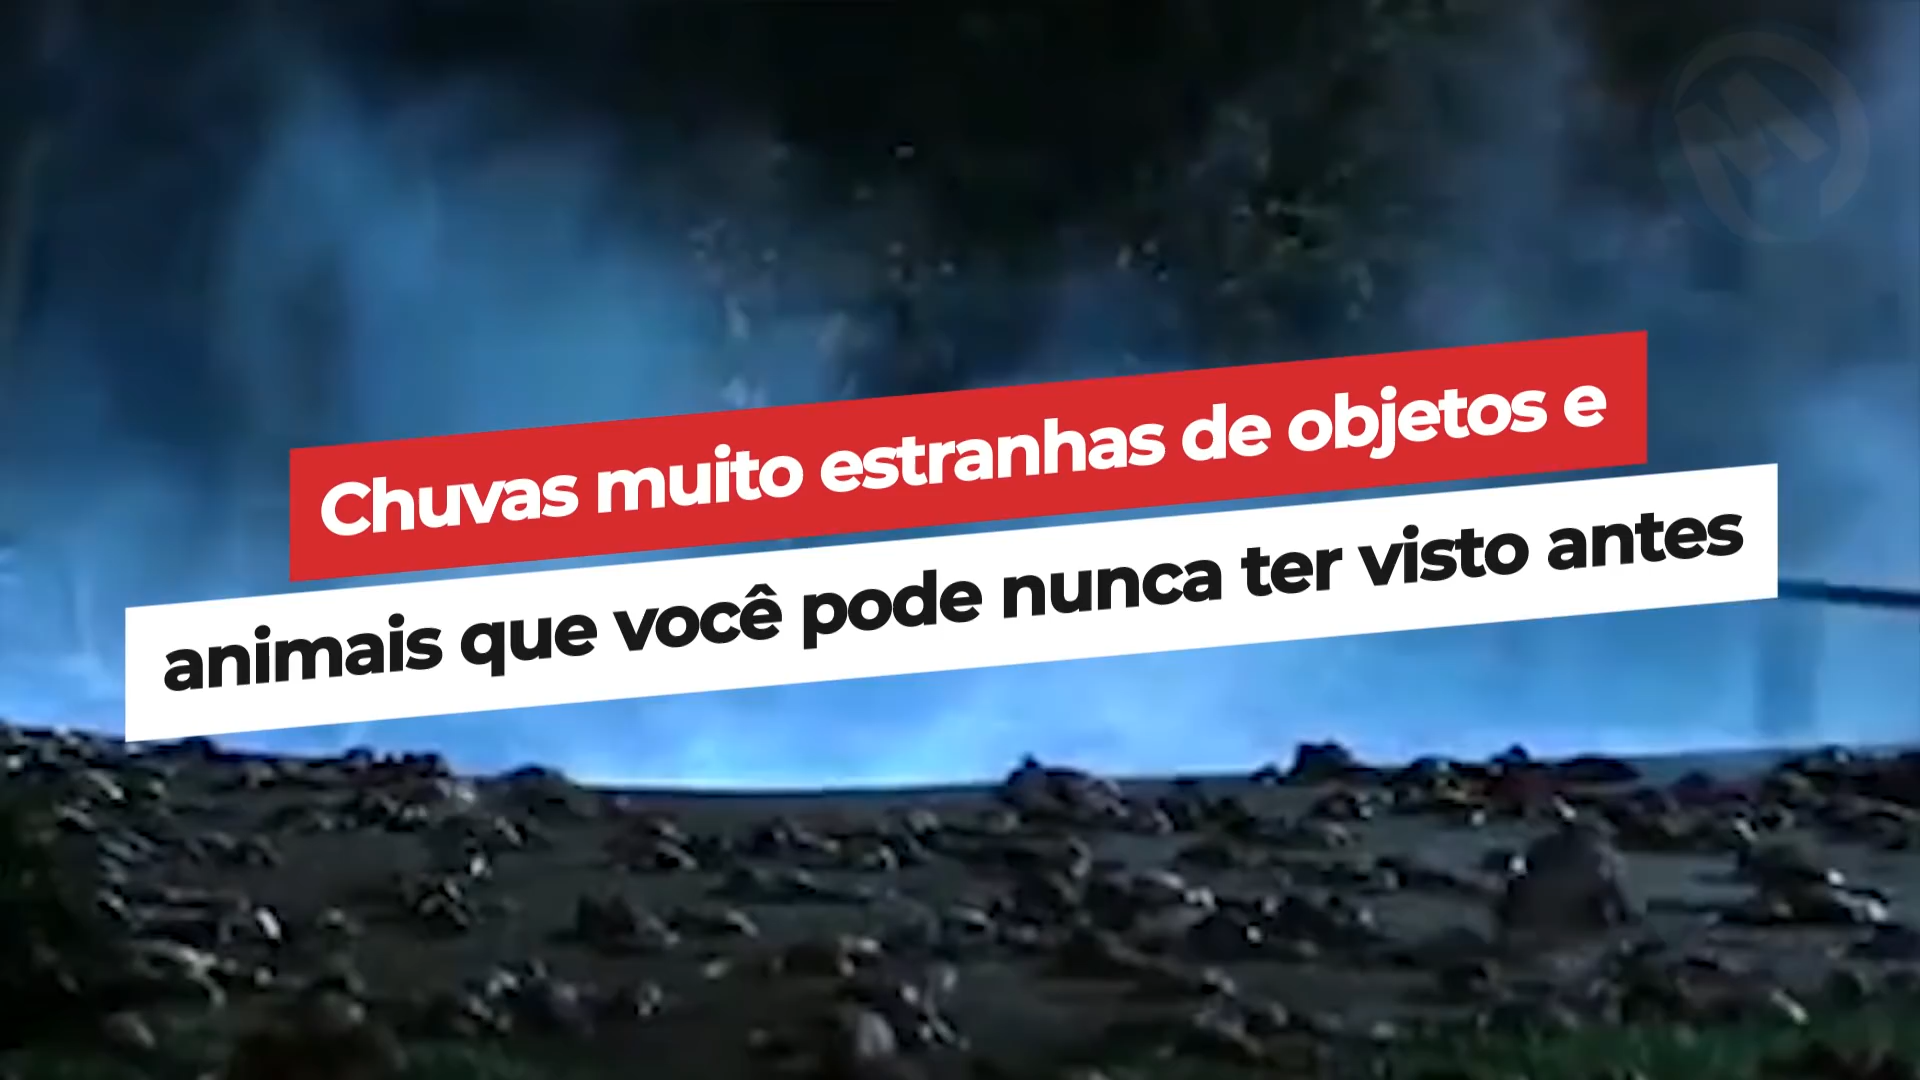 Chuvas muito estranhas de objetos e
animais que você pode nunca ter visto antes